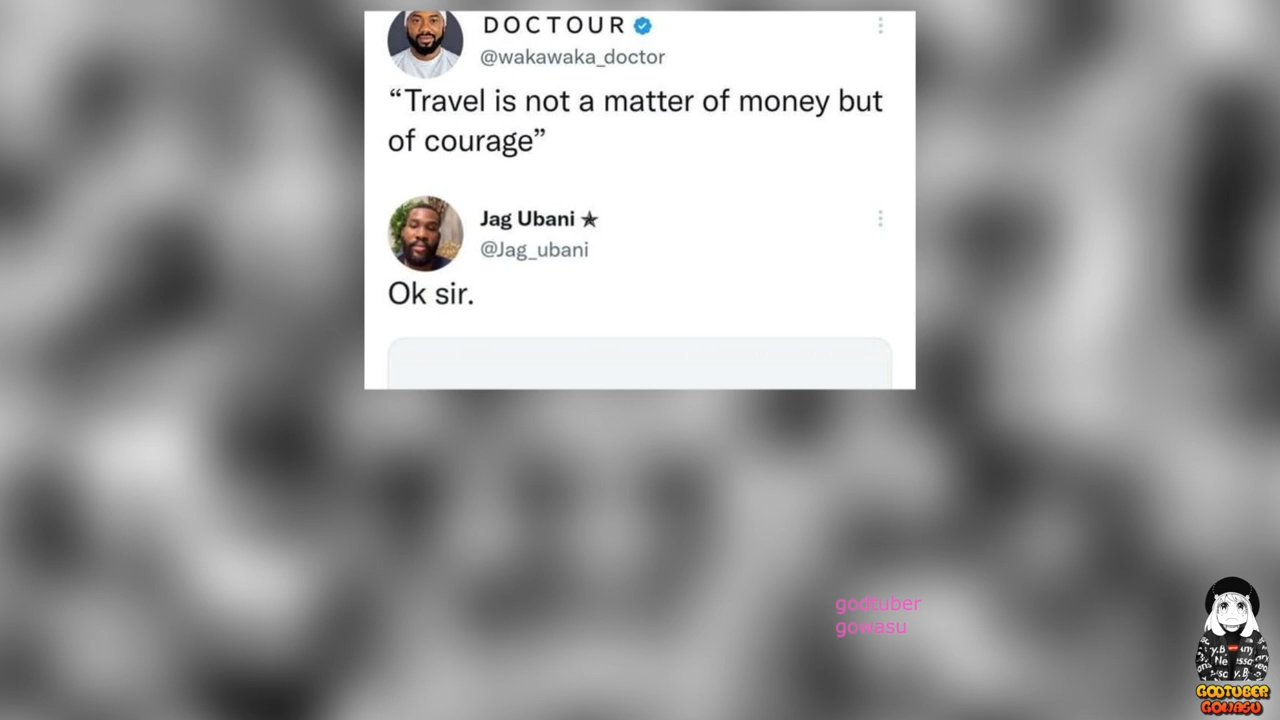 DOCTOUR
@wakawaka_doctor
“Travel is not a matter of money but
of courage”
Jag Ubani
@Jag_ubani
Ok sir.
godtuber
gowasu
GODTUBER
GOWASU